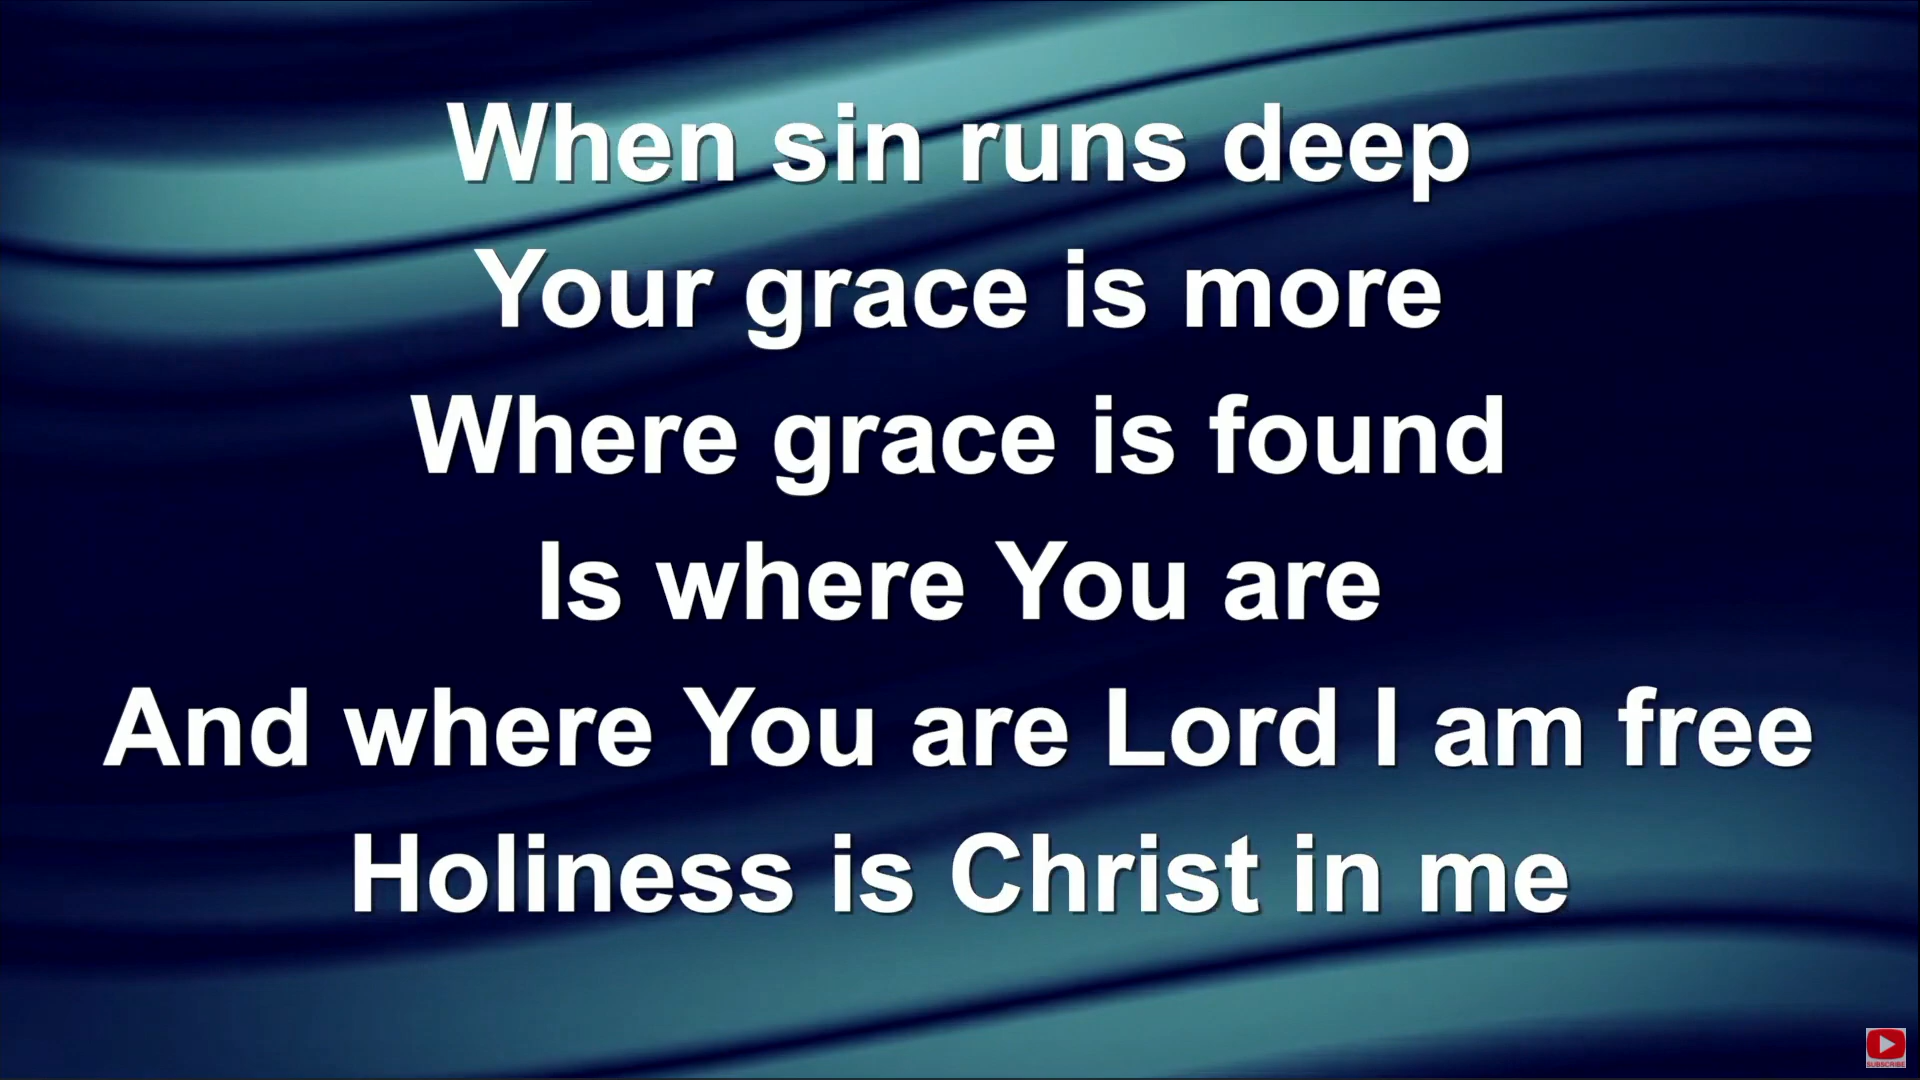 When sin runs deep
Your grace is more
Where grace is found
Is where You are
And where You are Lord I am free
Holiness is Christ in me
SUBSCRIBE